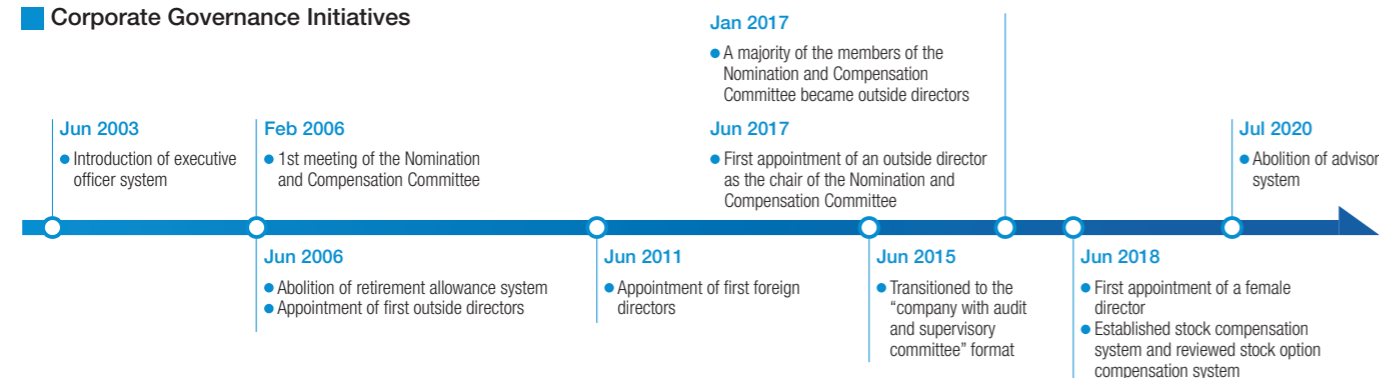 Corporate Governance Initiatives
Jun 2003
● Introduction of executive
officer system
Feb 2006
● 1st meeting of the Nomination
and Compensation Committee
Jan 2017
● A majority of the members of the
Nomination and Compensation
Committee became outside directors
Jun 2017
● First appointment of an outside director
as the chair of the Nomination and
Compensation Committee
Jul 2020
● Abolition of advisor
system
Jun 2006
● Abolition of retirement allowance system
● Appointment of first outside directors
Jun 2011
● Appointment of first foreign
directors
Jun 2015
● Transitioned to the
“company with audit
and supervisory
committee” format
Jun 2018
● First appointment of a female
director
● Established stock compensation
system and reviewed stock option
compensation system